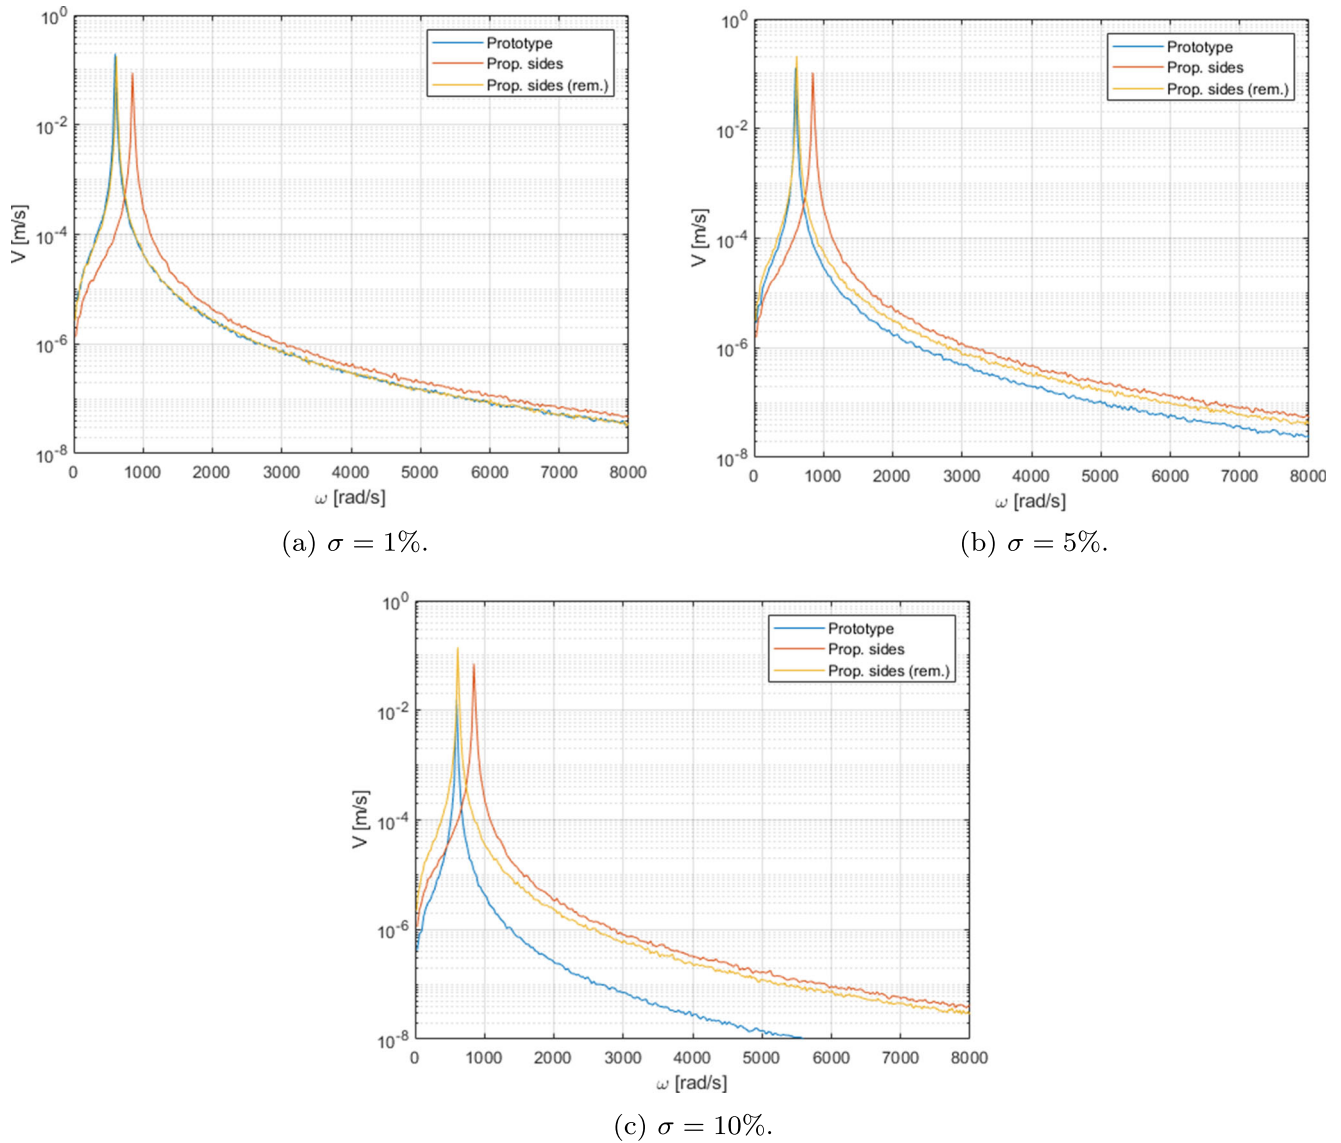 10^0
10^-2
10^-4
10^-6
10^-8
V [m/s]
Prototype
Prop. sides
Prop. sides (rem.)
0 1000 2000 3000 4000 5000 6000 7000 8000
ω [rad/s]
(a) σ = 1%.
10^0
10^-2
10^-4
10^-6
10^-8
V [m/s]
Prototype
Prop. sides
Prop. sides (rem.)
0 1000 2000 3000 4000 5000 6000 7000 8000
ω [rad/s]
(b) σ = 5%.
10^0
10^-2
10^-4
10^-6
10^-8
V [m/s]
Prototype
Prop. sides
Prop. sides (rem.)
0 1000 2000 3000 4000 5000 6000 7000 8000
ω [rad/s]
(c) σ = 10%.